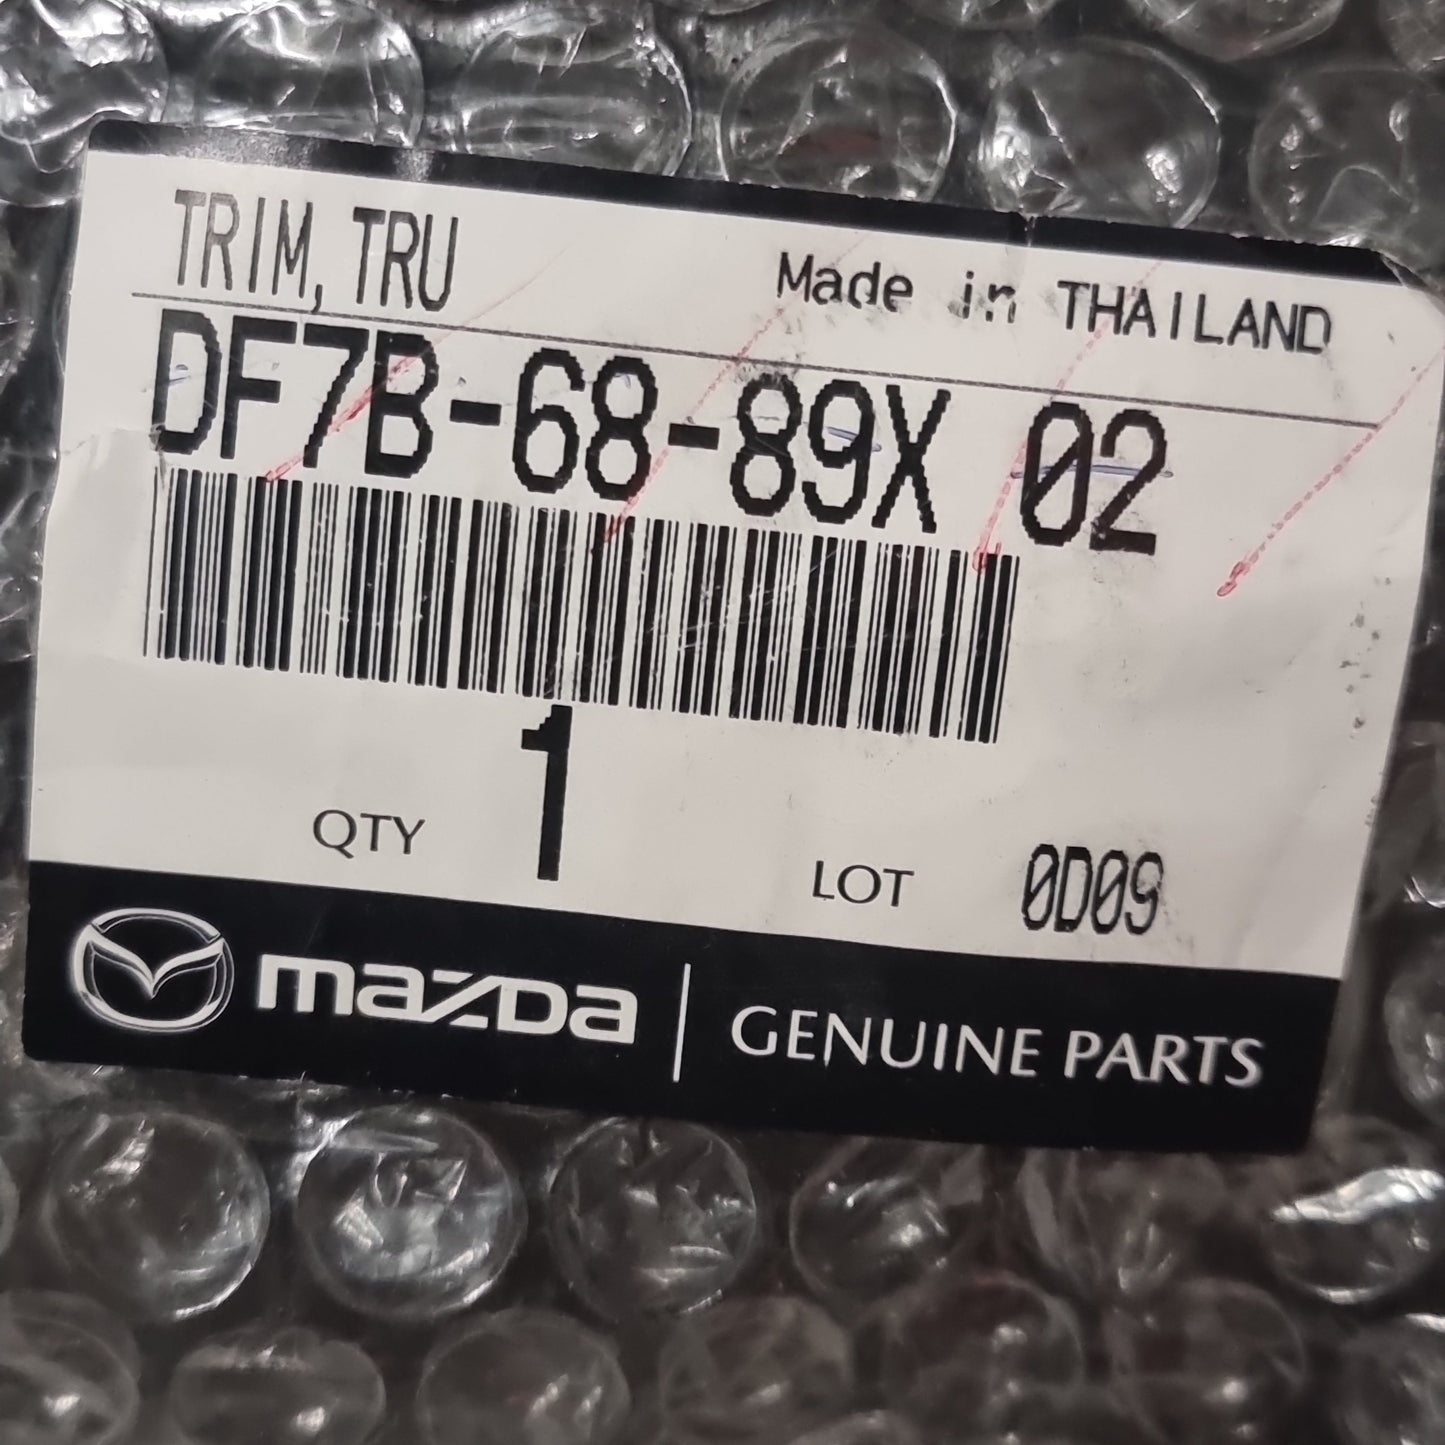 TRIM, TRU
Made in THAILAND
DF7B-68-89X 02
QTY 1
LOT 0D09
mazda | GENUINE PARTS